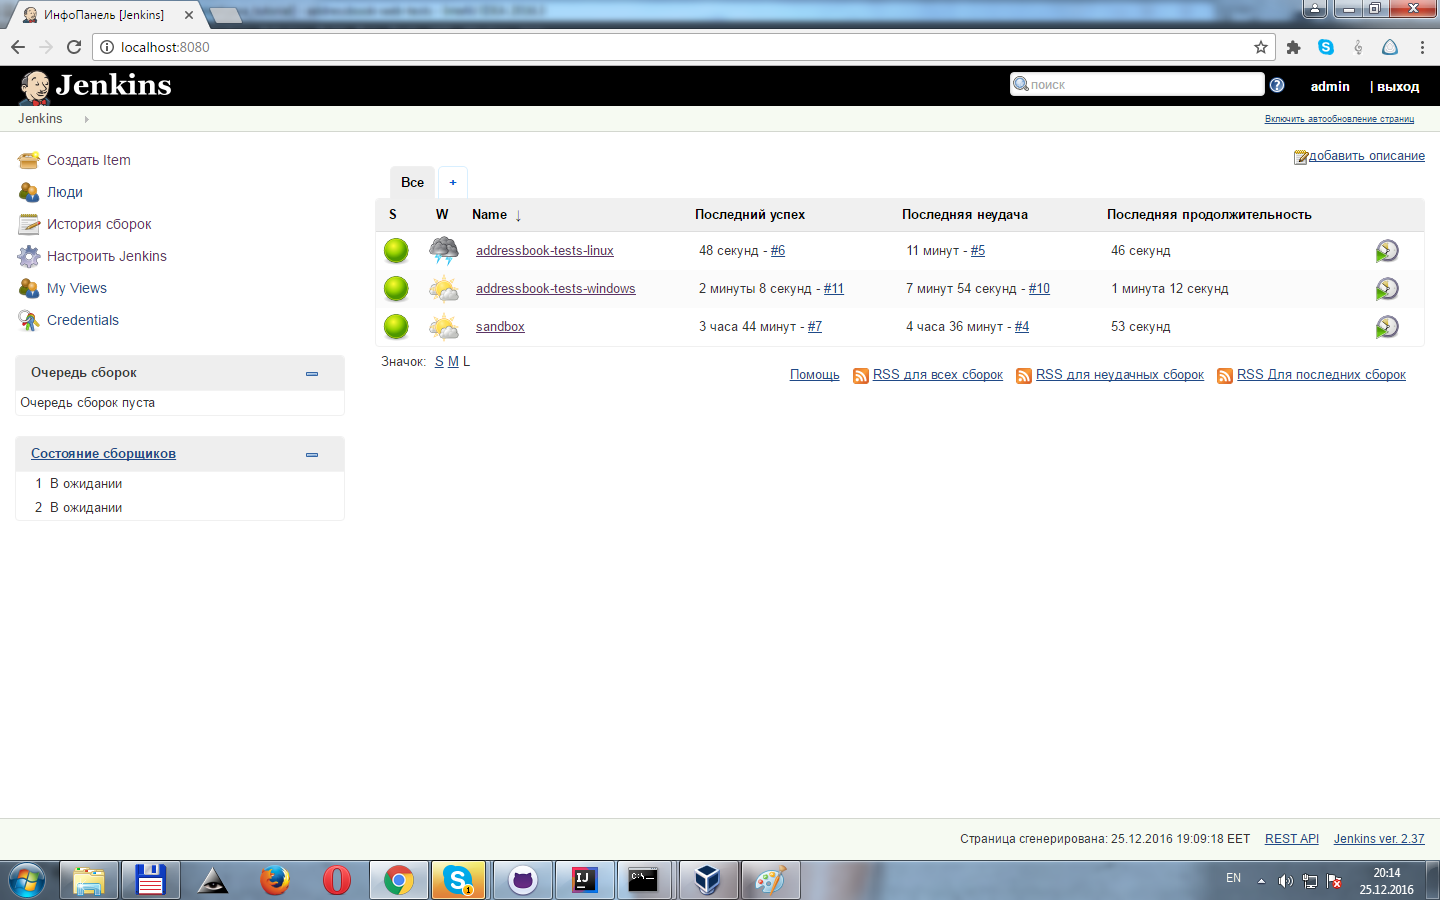 ИнфоПанель [Jenkins]
localhost:8080
Jenkins
поиск
admin
| выход
Jenkins
Включить автообновление страниц
добавить описание
Создать Item
Люди
История сборок
Настроить Jenkins
My Views
Credentials
Очередь сборок
Очередь сборок пуста
Состояние сборщиков
1 В ожидании
2 В ожидании
Все +
S W Name ↓ Последний успех Последняя неудача Последняя продолжительность
addressbook-tests-linux 48 секунд - #6 11 минут - #5 46 секунд
addressbook-tests-windows 2 минуты 8 секунд - #11 7 минут 54 секунд - #10 1 минута 12 секунд
sandbox 3 часа 44 минут - #7 4 часа 36 минут - #4 53 секунд
Значок: S M L
Помощь RSS для всех сборок RSS для неудачных сборок RSS Для последних сборок
Страница сгенерирована: 25.12.2016 19:09:18 EET REST API Jenkins ver. 2.37
EN
20:14
25.12.2016